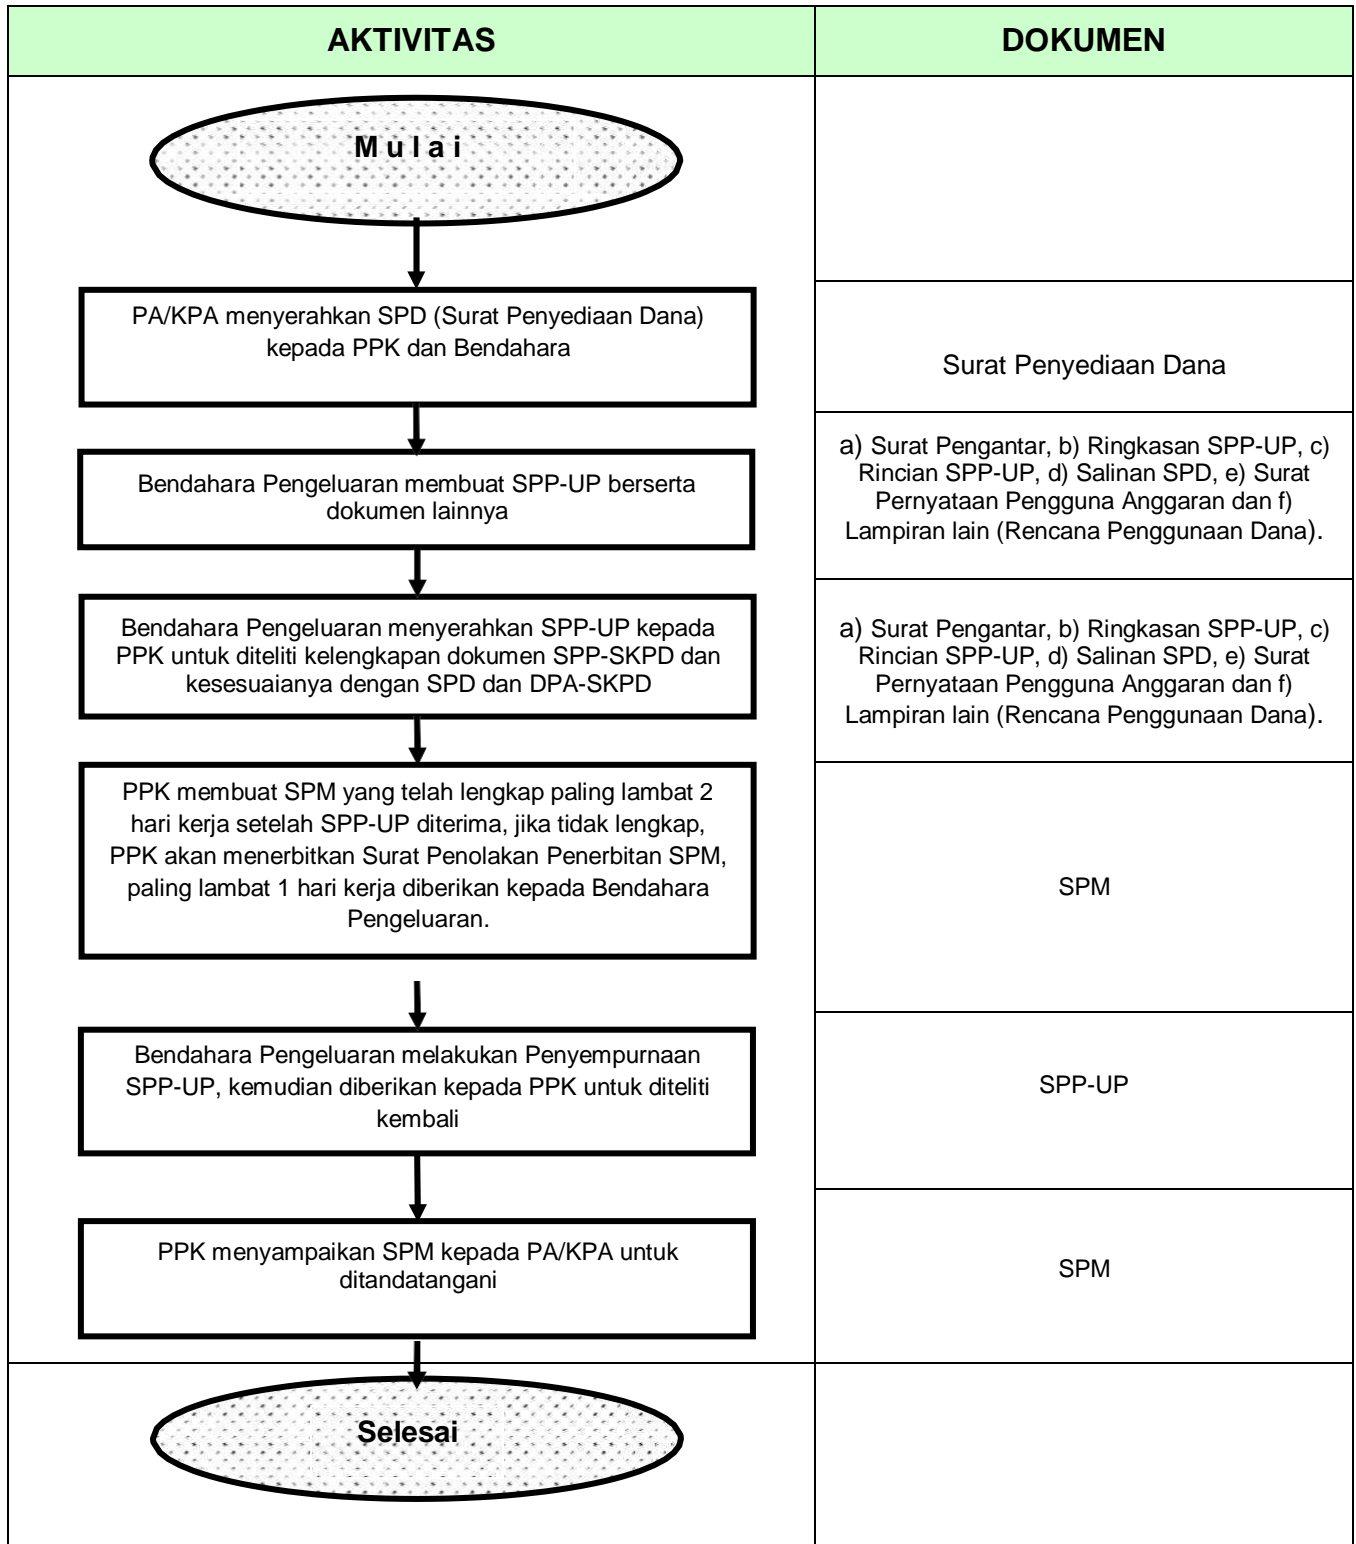 AKTIVITAS
DOKUMEN
M u l a i
PA/KPA menyerahkan SPD (Surat Penyediaan Dana)
kepada PPK dan Bendahara
Surat Penyediaan Dana
Bendahara Pengeluaran membuat SPP-UP berserta
dokumen lainnya
a) Surat Pengantar, b) Ringkasan SPP-UP, c)
Rincian SPP-UP, d) Salinan SPD, e) Surat
Pernyataan Pengguna Anggaran dan f)
Lampiran lain (Rencana Penggunaan Dana).
Bendahara Pengeluaran menyerahkan SPP-UP kepada
PPK untuk diteliti kelengkapan dokumen SPP-SKPD dan
kesesuaianya dengan SPD dan DPA-SKPD
a) Surat Pengantar, b) Ringkasan SPP-UP, c)
Rincian SPP-UP, d) Salinan SPD, e) Surat
Pernyataan Pengguna Anggaran dan f)
Lampiran lain (Rencana Penggunaan Dana).
PPK membuat SPM yang telah lengkap paling lambat 2
hari kerja setelah SPP-UP diterima, jika tidak lengkap,
PPK akan menerbitkan Surat Penolakan Penerbitan SPM,
paling lambat 1 hari kerja diberikan kepada Bendahara
Pengeluaran.
SPM
Bendahara Pengeluaran melakukan Penyempurnaan
SPP-UP, kemudian diberikan kepada PPK untuk diteliti
kembali
SPP-UP
PPK menyampaikan SPM kepada PA/KPA untuk
ditandatangani
SPM
Selesai